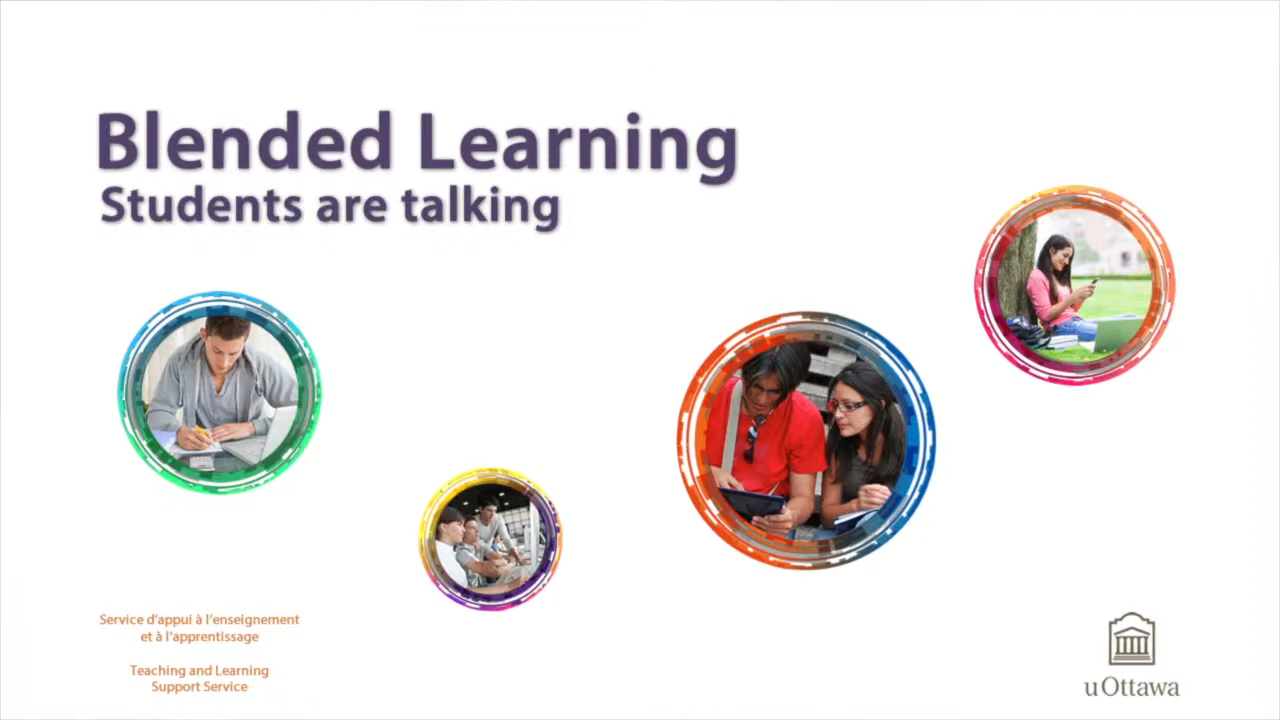 Blended Learning
Students are talking
Service d'appui à l'enseignement
et à l'apprentissage
Teaching and Learning
Support Service
uOttawa